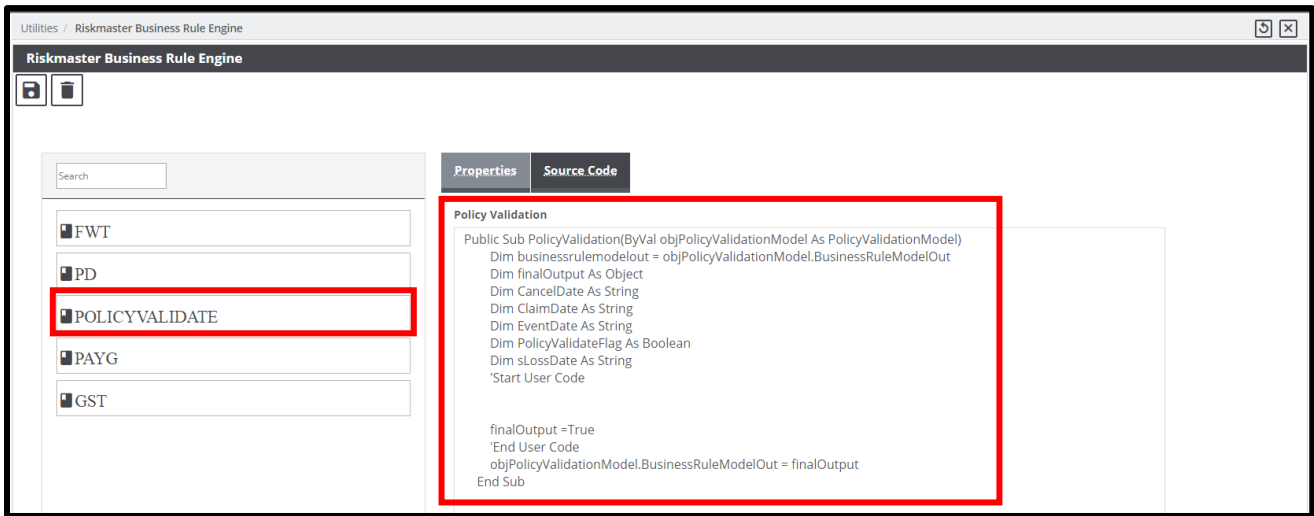 Utilities / Riskmaster Business Rule Engine
Riskmaster Business Rule Engine
Search
FWT
PD
POLICYVALIDATE
PAYG
GST
Properties
Source Code
Policy Validation
Public Sub PolicyValidation(ByVal objPolicyValidationModel As PolicyValidationModel)
Dim businessrulemodelout = objPolicyValidationModel.BusinessRuleModelOut
Dim finalOutput As Object
Dim CancelDate As String
Dim ClaimDate As String
Dim EventDate As String
Dim PolicyValidateFlag As Boolean
Dim sLossDate As String
'Start User Code
finalOutput =True
'End User Code
objPolicyValidationModel.BusinessRuleModelOut = finalOutput
End Sub